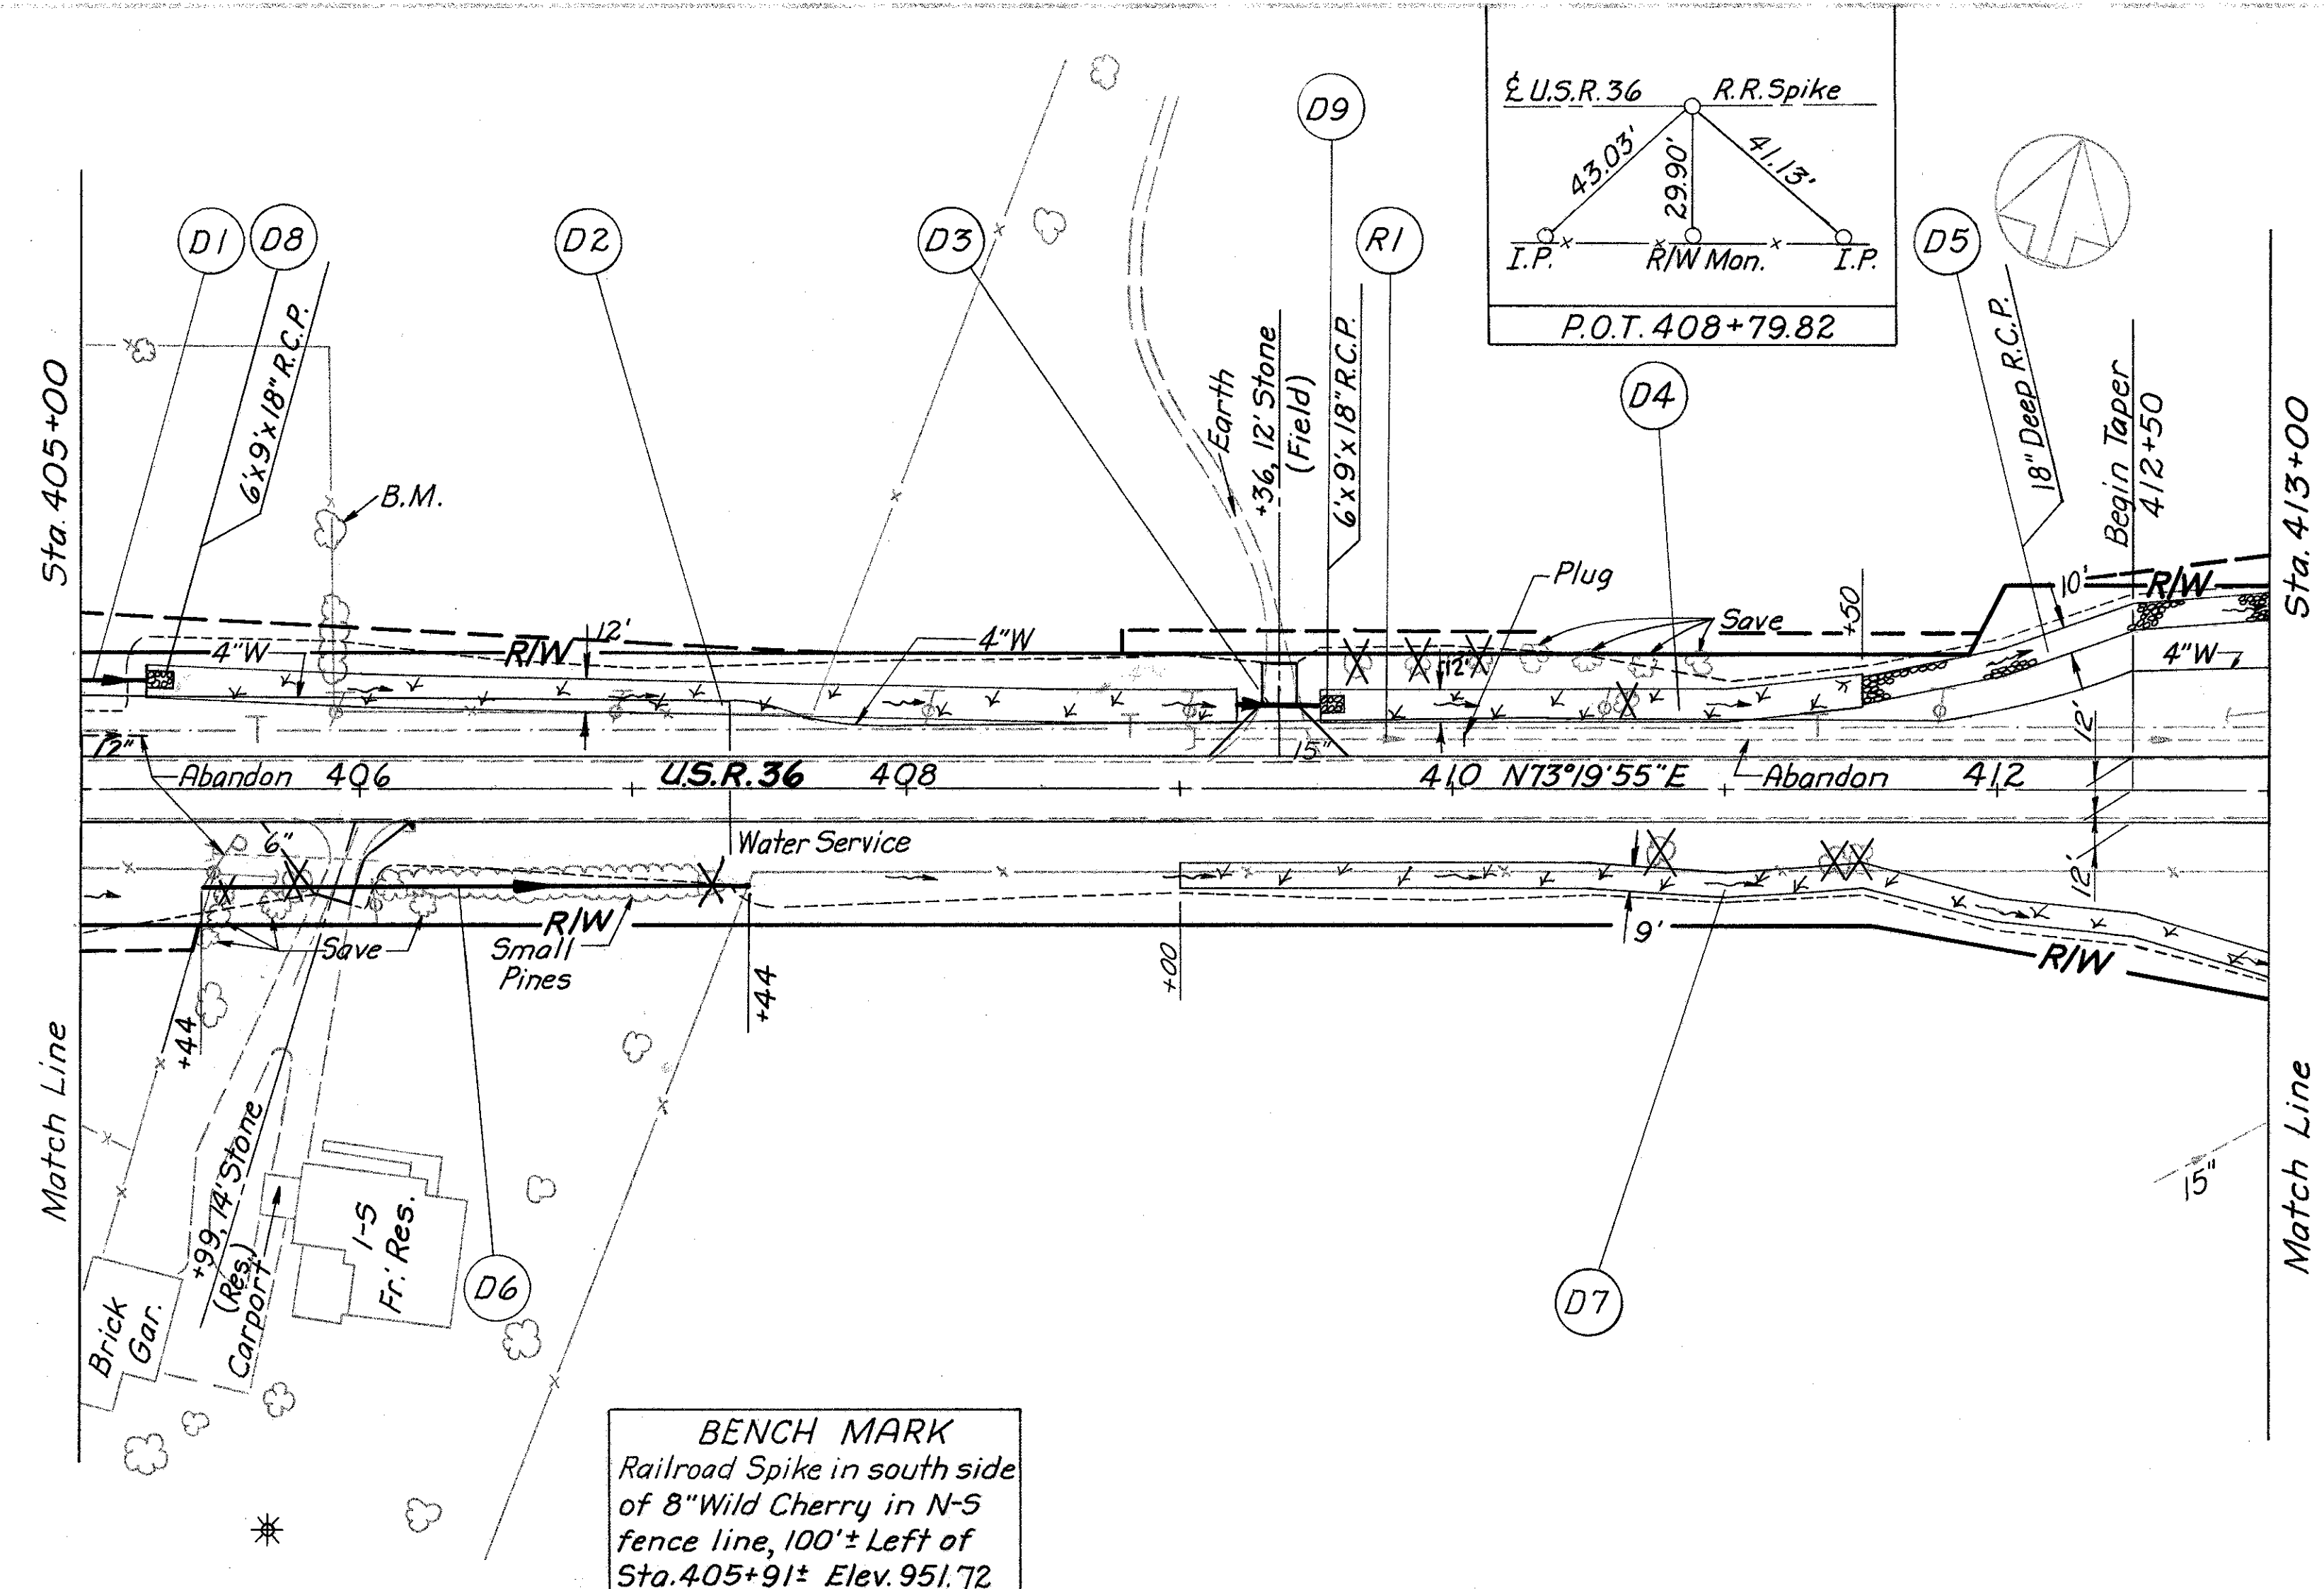 ℄ U.S.R. 36
R.R. Spike
43.03'
29.90'
41.13'
I.P.
R/W Mon.
I.P.
P.O.T. 408+79.82
D9
D1
D8
D2
D3
R1
D5
D4
6'x9'x18" R.C.P.
B.M.
Earth
+36, 12' Stone
(Field)
6'x9'x18" R.C.P.
18" Deep R.C.P.
Begin Taper
412+50
Sta. 405+00
Sta. 413+00
Plug
Save
+50
10'
R/W
12'
4"W
R/W
4"W
12'
4"W
12"
15"
12'
Abandon
406
U.S.R. 36
408
410
N73°19'55"E
Abandon
412
6"
Water Service
12'
Save
R/W
Small
Pines
9'
R/W
+44
+44
+00
Match Line
Match Line
+99, 14' Stone
(Res.)
Carport
1-S
Fr. Res.
Brick
Gar.
D6
D7
15"
BENCH MARK
Railroad Spike in south side
of 8" Wild Cherry in N-S
fence line, 100'± Left of
Sta. 405+91± Elev. 951.72